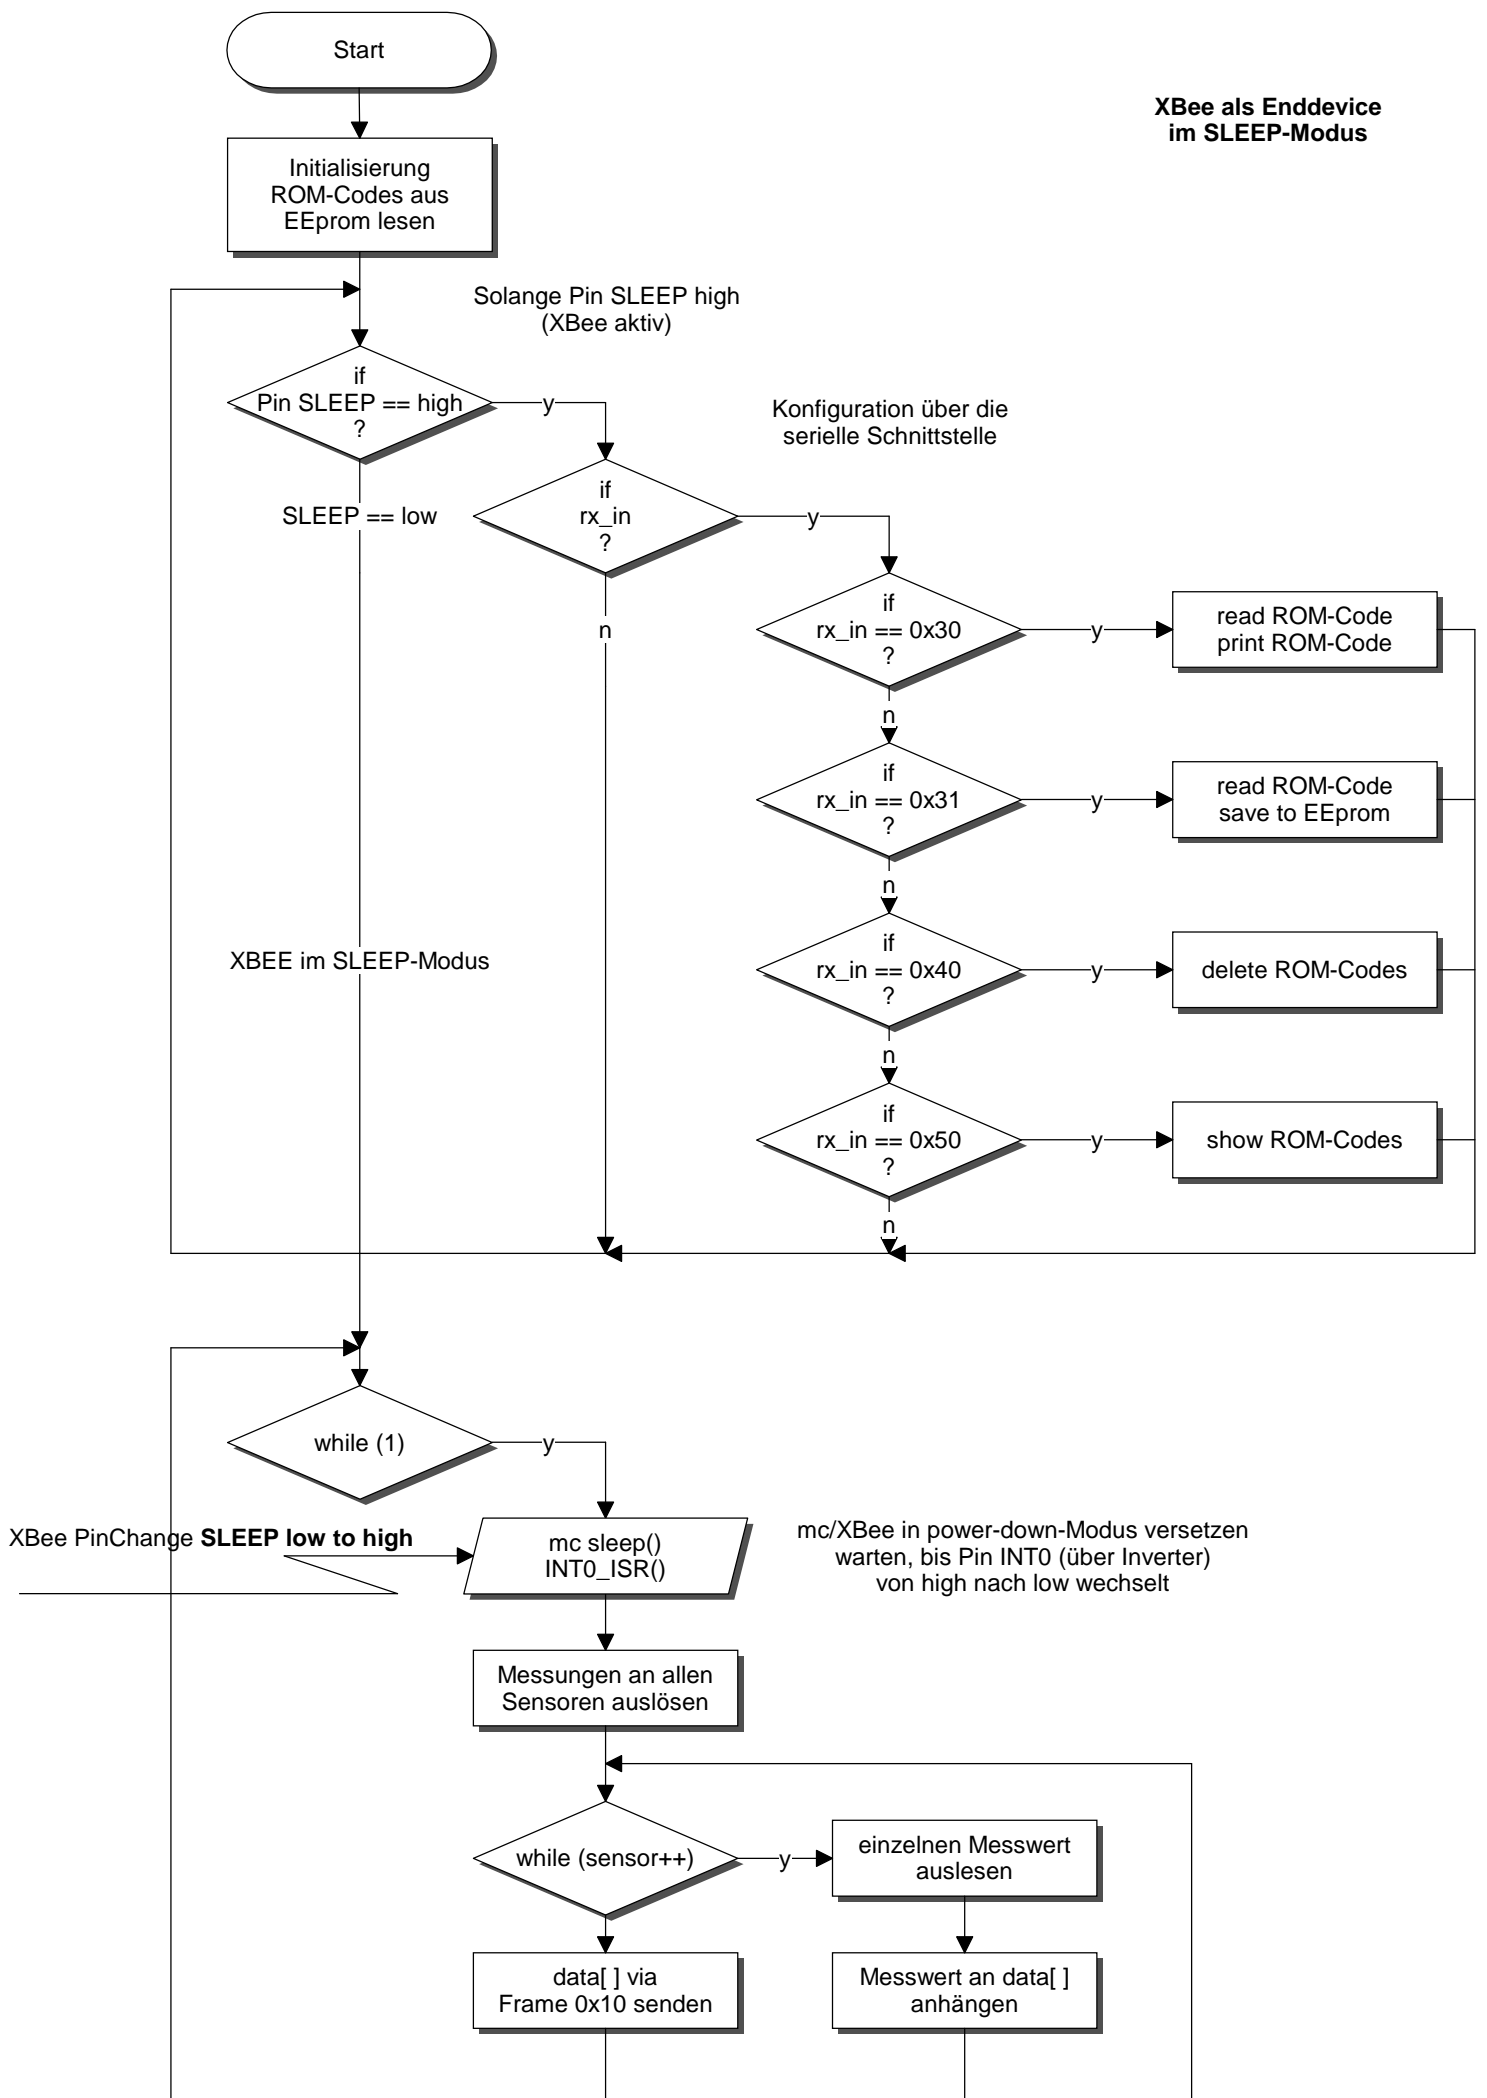 Start
XBee als Enddevice
im SLEEP-Modus
Initialisierung
ROM-Codes aus
EEprom lesen
Solange Pin SLEEP high
(XBee aktiv)
if
Pin SLEEP == high
?
y
Konfiguration über die
serielle Schnittstelle
SLEEP == low
if
rx_in
?
y
n
if
rx_in == 0x30
?
y
read ROM-Code
print ROM-Code
n
if
rx_in == 0x31
?
y
read ROM-Code
save to EEprom
n
XBEE im SLEEP-Modus
if
rx_in == 0x40
?
y
delete ROM-Codes
n
if
rx_in == 0x50
?
y
show ROM-Codes
n
while (1)
y
XBee PinChange SLEEP low to high
mc sleep()
INT0_ISR()
mc/XBee in power-down-Modus versetzen
warten, bis Pin INT0 (über Inverter)
von high nach low wechselt
Messungen an allen
Sensoren auslösen
while (sensor++)
y
einzelnen Messwert
auslesen
data[ ] via
Frame 0x10 senden
Messwert an data[ ]
anhängen